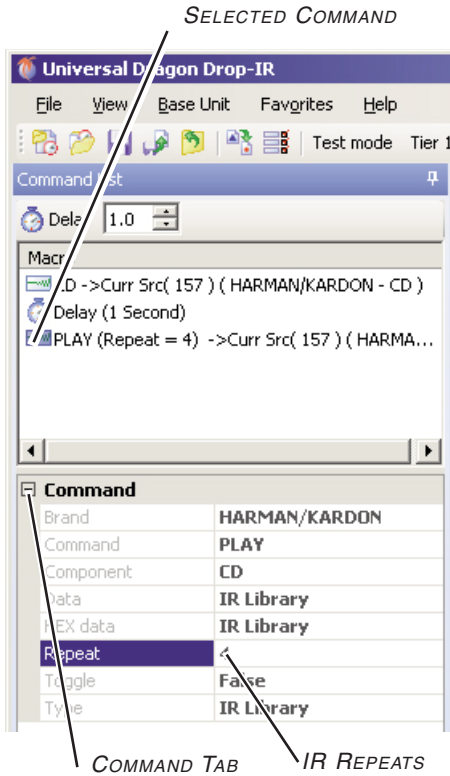 SELECTED COMMAND
Universal Dragon Drop-IR
File View Base Unit Favorites Help
Test mode Tier 1
Command List
Delay 1.0
Macro
CD ->Curr Src( 157 ) ( HARMAN/KARDON - CD )
Delay (1 Second)
PLAY (Repeat = 4) ->Curr Src( 157 ) ( HARMA...
Command
Brand HARMAN/KARDON
Command PLAY
Component CD
Data IR Library
HEX data IR Library
Repeat 4
Toggle False
Type IR Library
COMMAND TAB IR REPEATS